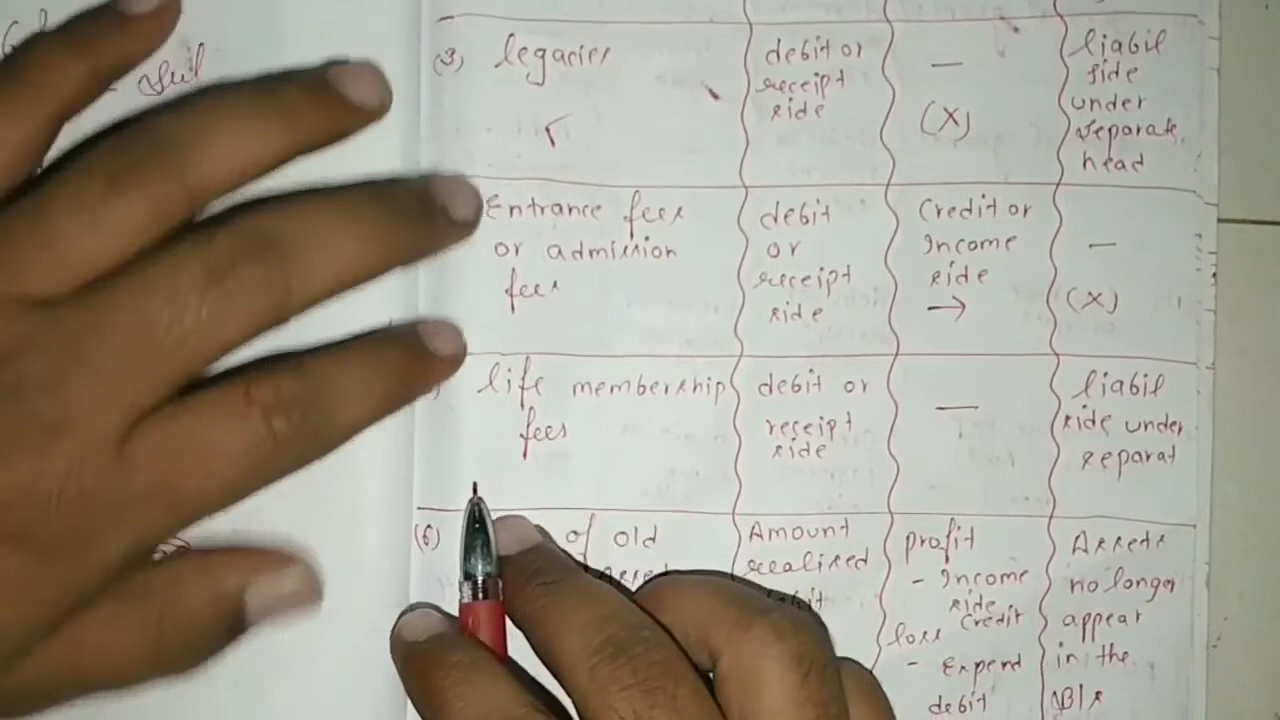 (3) legacies
debit or
receipt
side
—
(X)
liabil
side
under
separate
head
Entrance fees
or admission
fees
debit
or
receipt
side
Credit or
Income
side
→
—
(X)
life membership
fees
debit or
receipt
side
—
liabil
side under
separat
(6) of old
Amount
realised
profit
- Income
side
Credit
loss
- Expend
debit
Assets
no longer
appear
in the
B/s